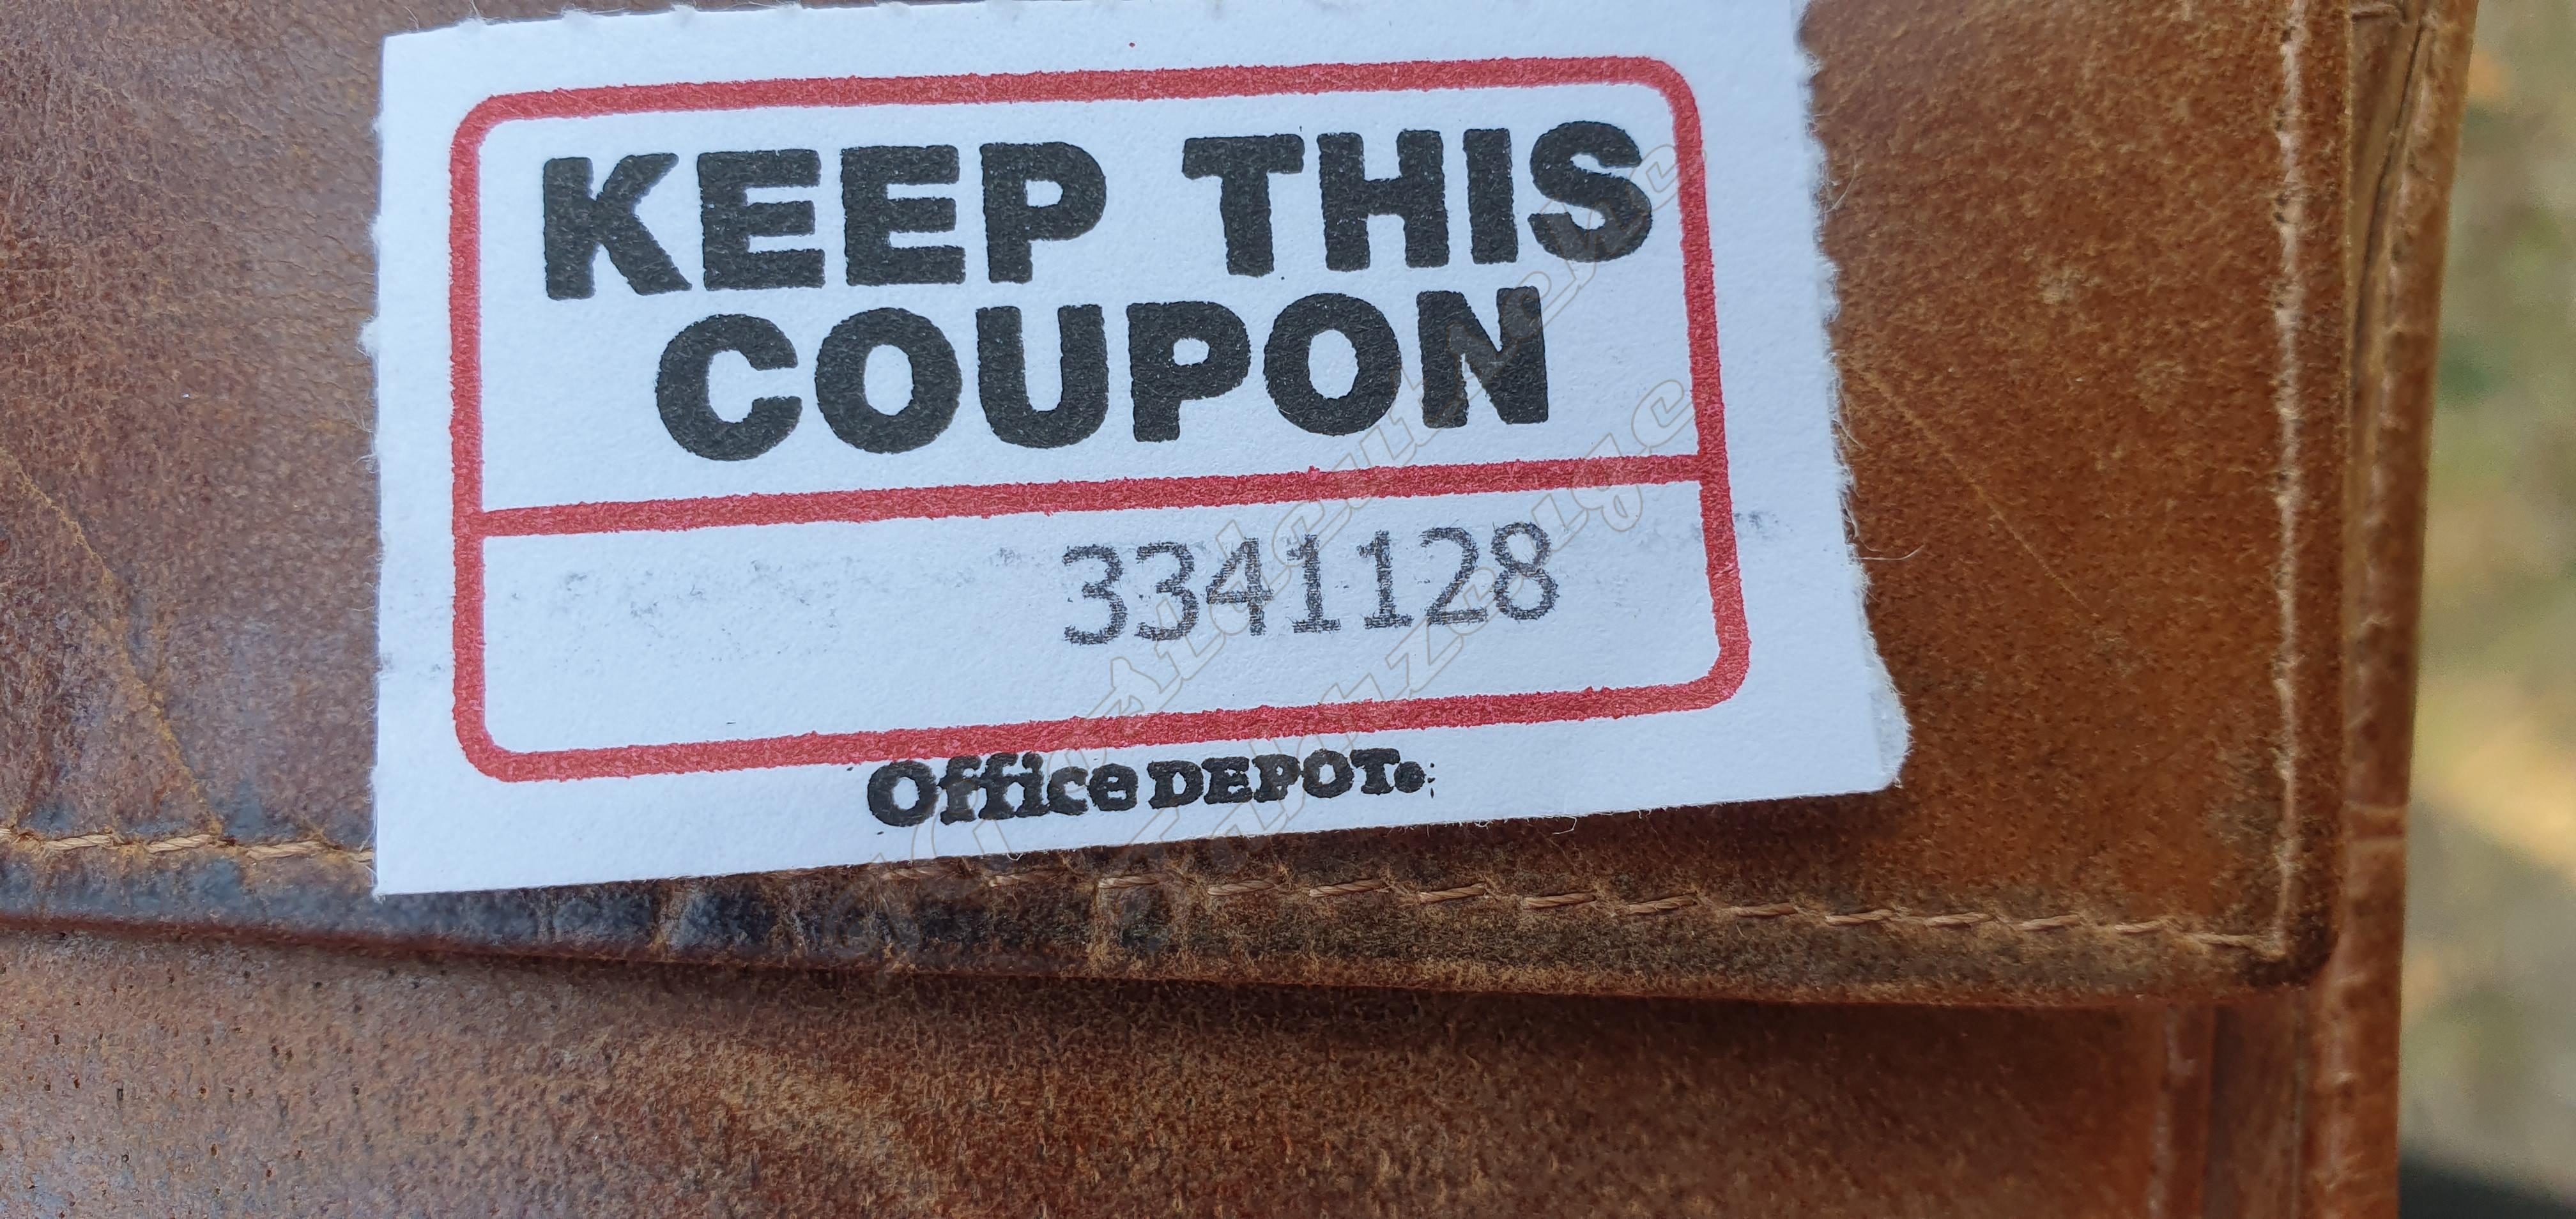 KEEP THIS
COUPON
3341128
Office DEPOT®